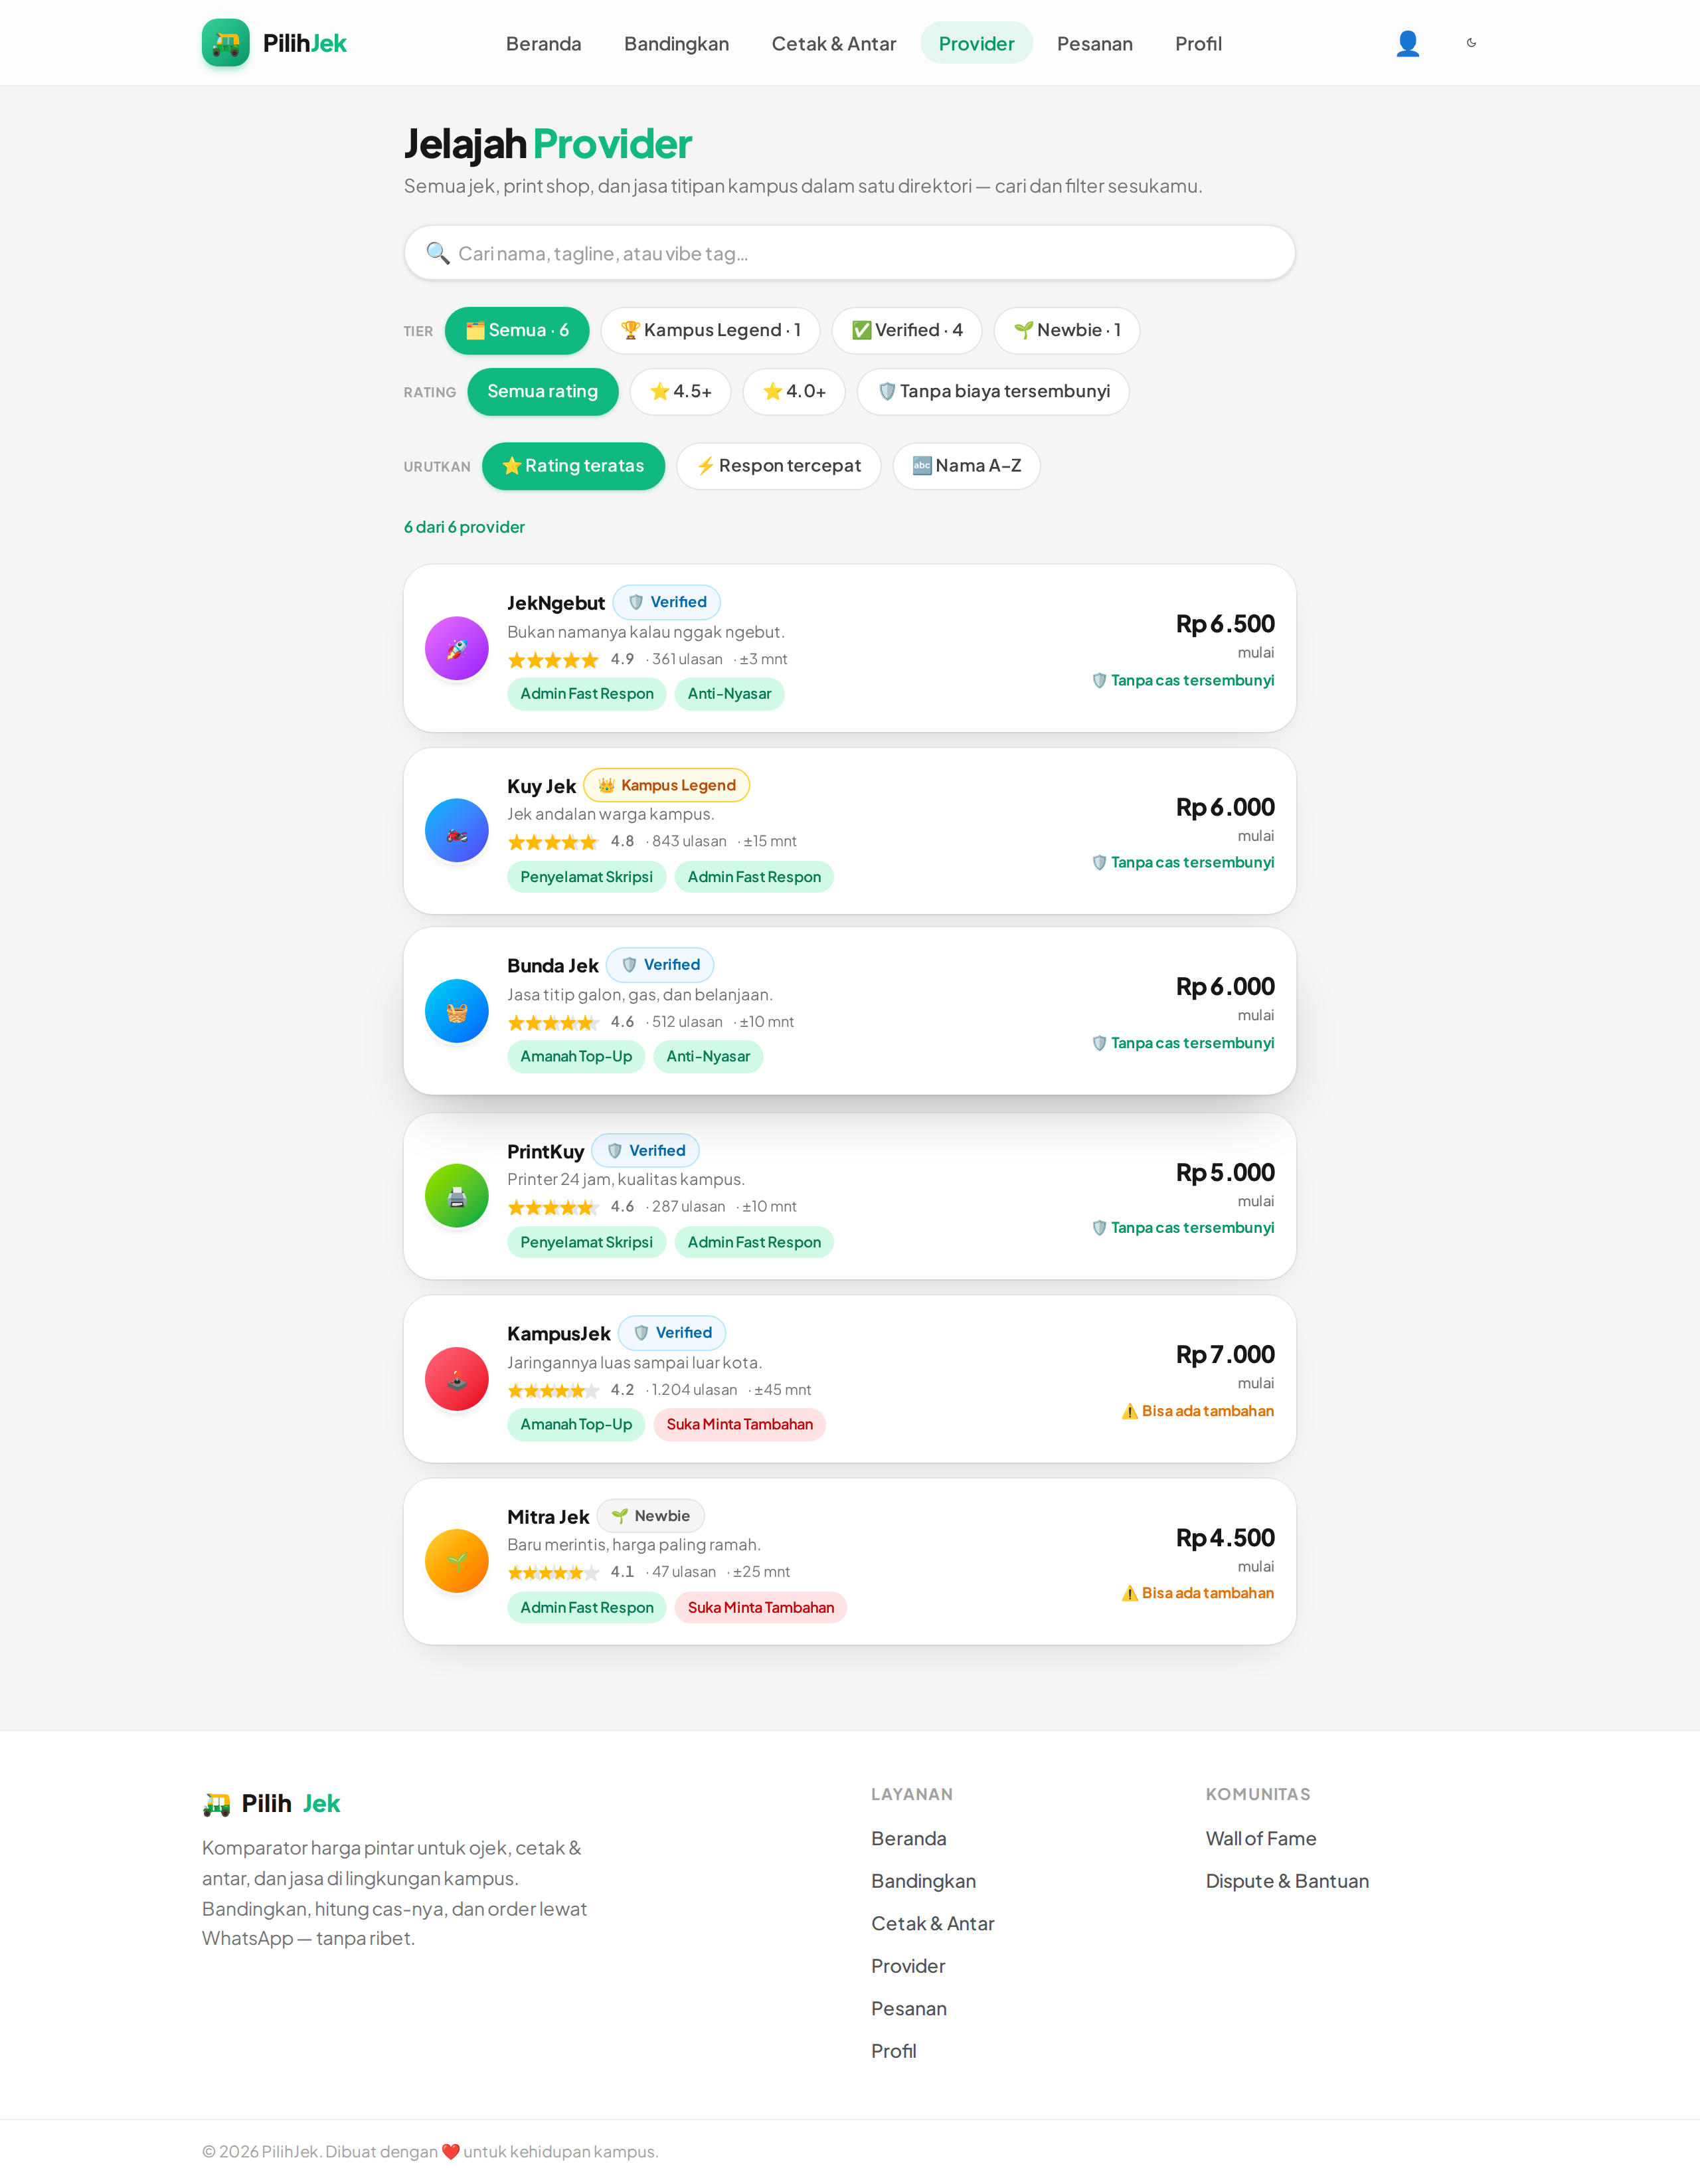 PilihJek
Beranda Bandingkan Cetak & Antar Provider Pesanan Profil
Jelajah Provider
Semua jek, print shop, dan jasa titipan kampus dalam satu direktori — cari dan filter sesukamu.
Cari nama, tagline, atau vibe tag…
TIER Semua · 6 Kampus Legend · 1 Verified · 4 Newbie · 1
RATING Semua rating 4.5+ 4.0+ Tanpa biaya tersembunyi
URUTKAN Rating teratas Respon tercepat Nama A–Z
6 dari 6 provider
JekNgebut Verified
Bukan namanya kalau nggak ngebut.
4.9 · 361 ulasan · ±3 mnt
Admin Fast Respon Anti-Nyasar
Rp 6.500
mulai
Tanpa cas tersembunyi
Kuy Jek Kampus Legend
Jek andalan warga kampus.
4.8 · 843 ulasan · ±15 mnt
Penyelamat Skripsi Admin Fast Respon
Rp 6.000
mulai
Tanpa cas tersembunyi
Bunda Jek Verified
Jasa titip galon, gas, dan belanjaan.
4.6 · 512 ulasan · ±10 mnt
Amanah Top-Up Anti-Nyasar
Rp 6.000
mulai
Tanpa cas tersembunyi
PrintKuy Verified
Printer 24 jam, kualitas kampus.
4.6 · 287 ulasan · ±10 mnt
Penyelamat Skripsi Admin Fast Respon
Rp 5.000
mulai
Tanpa cas tersembunyi
KampusJek Verified
Jaringannya luas sampai luar kota.
4.2 · 1.204 ulasan · ±45 mnt
Amanah Top-Up Suka Minta Tambahan
Rp 7.000
mulai
Bisa ada tambahan
Mitra Jek Newbie
Baru merintis, harga paling ramah.
4.1 · 47 ulasan · ±25 mnt
Admin Fast Respon Suka Minta Tambahan
Rp 4.500
mulai
Bisa ada tambahan
Pilih Jek
Komparator harga pintar untuk ojek, cetak &
antar, dan jasa di lingkungan kampus.
Bandingkan, hitung cas-nya, dan order lewat
WhatsApp — tanpa ribet.
LAYANAN
Beranda
Bandingkan
Cetak & Antar
Provider
Pesanan
Profil
KOMUNITAS
Wall of Fame
Dispute & Bantuan
© 2026 PilihJek. Dibuat dengan ❤️ untuk kehidupan kampus.